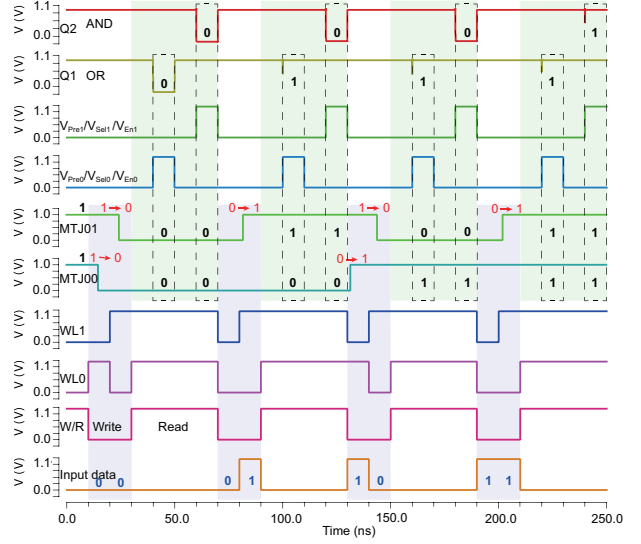 V (V) 1.1 0.0 Q2 AND 0 0 0 1
V (V) 1.1 0.0 Q1 OR 0 1 1 1
V (V) 1.1 0.0 VPre1/VSel1/VEn1
V (V) 1.1 0.0 VPre0/VSel0/VEn0
V (V) 1.0 0.0 MTJ01 1 1→0 0 0 0→1 1 1 1→0 0 0 0→1 1 1
V (V) 1.0 0.0 MTJ00 1 1→0 0 0 0 0 0→1 1 1 1 1
V (V) 1.1 0.0 WL1
V (V) 1.1 0.0 WL0
V (V) 1.1 0.0 W/R Write Read
V (V) 1.1 0.0 Input data 0 0 0 1 1 0 1 1
0.0 50.0 100.0 150.0 200.0 250.0
Time (ns)